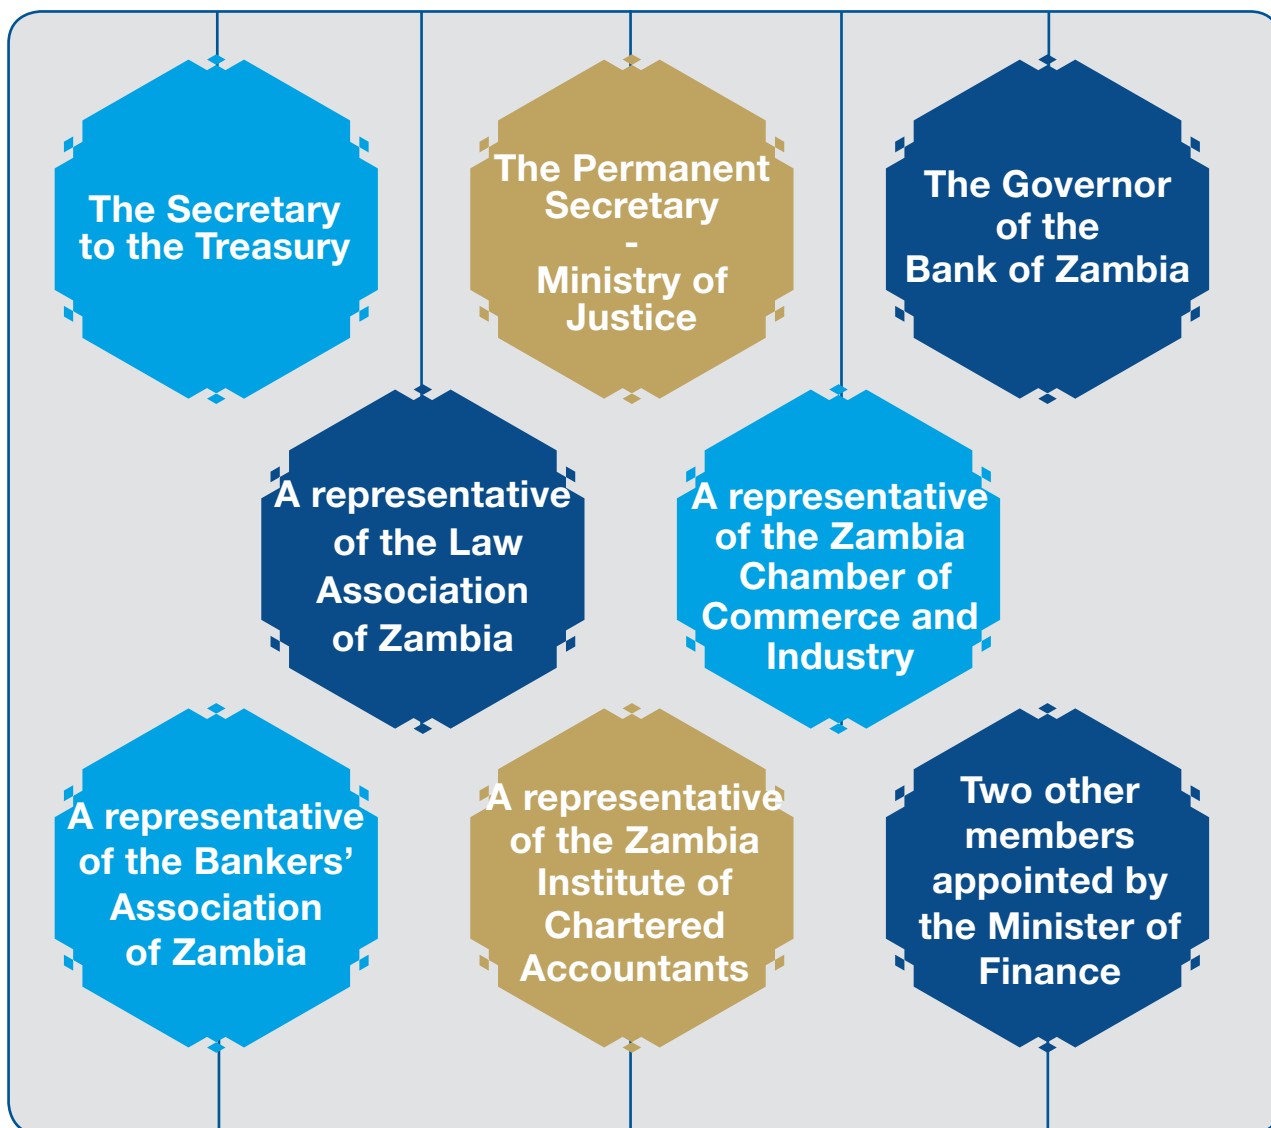 The Secretary
to the Treasury
The Permanent
Secretary
-
Ministry of
Justice
The Governor
of the
Bank of Zambia
A representative
of the Law
Association
of Zambia
A representative
of the Zambia
Chamber of
Commerce and
Industry
A representative
of the Bankers’
Association
of Zambia
A representative
of the Zambia
Institute of
Chartered
Accountants
Two other
members
appointed by
the Minister of
Finance